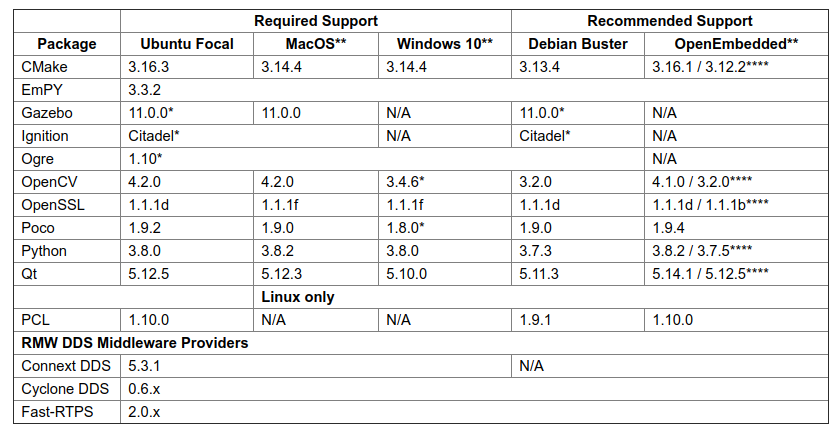 Required Support Recommended Support
Package Ubuntu Focal MacOS** Windows 10** Debian Buster OpenEmbedded**
CMake 3.16.3 3.14.4 3.14.4 3.13.4 3.16.1 / 3.12.2****
EmPY 3.3.2
Gazebo 11.0.0* 11.0.0 N/A 11.0.0* N/A
Ignition Citadel* N/A Citadel* N/A
Ogre 1.10* N/A
OpenCV 4.2.0 4.2.0 3.4.6* 3.2.0 4.1.0 / 3.2.0****
OpenSSL 1.1.1d 1.1.1f 1.1.1f 1.1.1d 1.1.1d / 1.1.1b****
Poco 1.9.2 1.9.0 1.8.0* 1.9.0 1.9.4
Python 3.8.0 3.8.2 3.8.0 3.7.3 3.8.2 / 3.7.5****
Qt 5.12.5 5.12.3 5.10.0 5.11.3 5.14.1 / 5.12.5****
Linux only
PCL 1.10.0 N/A N/A 1.9.1 1.10.0
RMW DDS Middleware Providers
Connext DDS 5.3.1 N/A
Cyclone DDS 0.6.x
Fast-RTPS 2.0.x